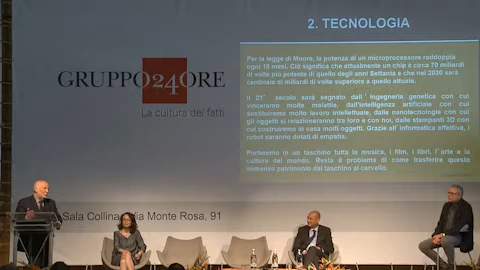 2. TECNOLOGIA
Per la legge di Moore, la potenza di un microprocessore raddoppia
ogni 18 mesi. Ciò significa che attualmente un chip è circa 70 miliardi
di volte più potente di quello degli anni Settanta e che nel 2030 sarà
centinaia di miliardi di volte superiore a quello attuale.
Il 21° secolo sarà segnato dall'ingegneria genetica con cui
vinceremo molte malattie, dall'intelligenza artificiale con cui
sostituiremo molto lavoro intellettuale, dalle nanotecnologie con cui
gli oggetti si relazioneranno tra loro e con noi, dalle stampanti 3D con
cui costruiremo in casa molti oggetti. Grazie all'informatica affettiva, i
robot saranno dotati di empatia.
Porteremo in un taschino tutta la musica, i film, i libri, l'arte e la
cultura del mondo. Resta il problema di come trasferire questo
immenso patrimonio dal taschino al cervello.
GRUPPO24ORE
La cultura dei fatti
Sala Collina, Via Monte Rosa, 91